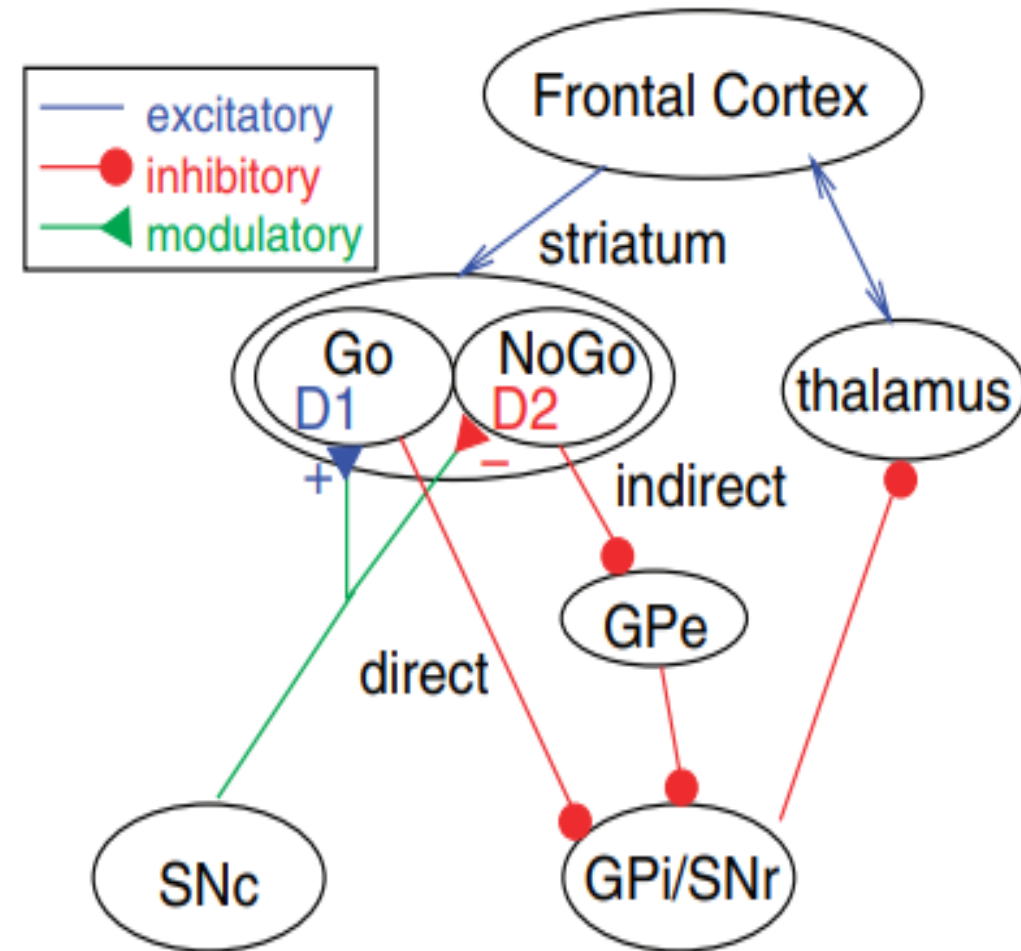 excitatory
inhibitory
modulatory
Frontal Cortex
striatum
Go
NoGo
D1
D2
+
–
thalamus
indirect
GPe
direct
SNc
GPi/SNr